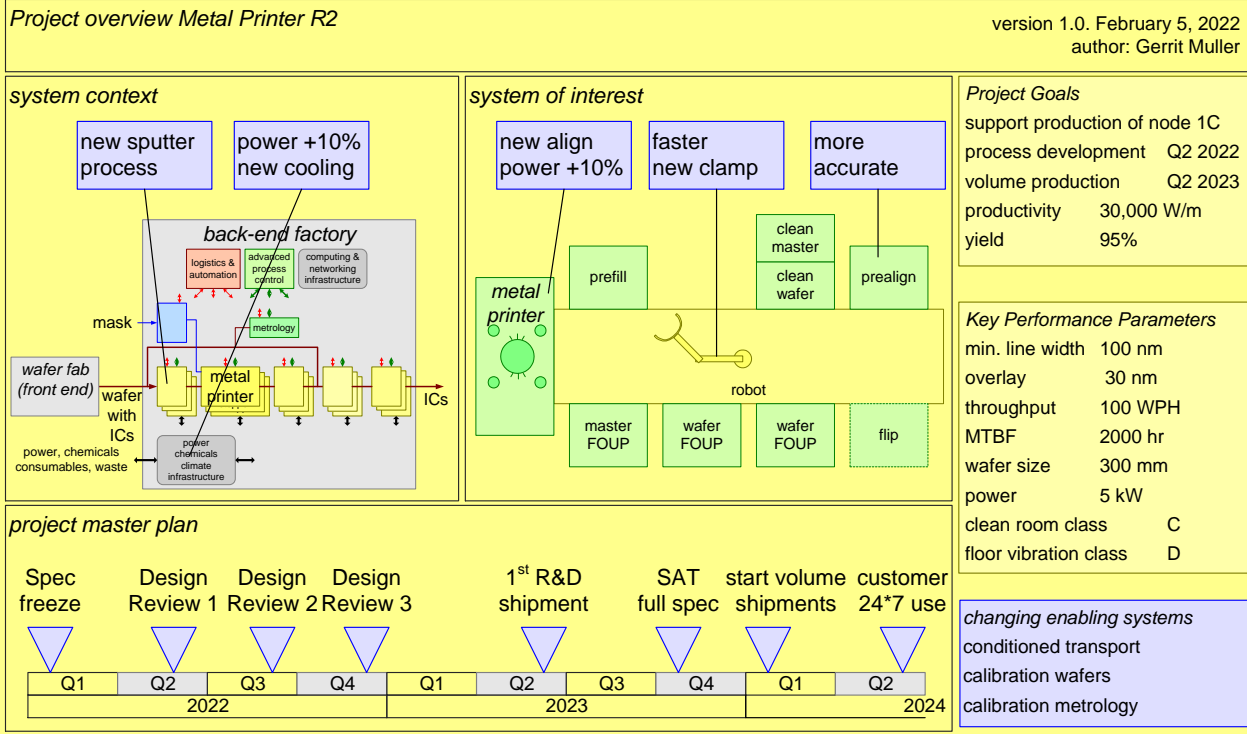 Project overview Metal Printer R2
version 1.0. February 5, 2022
author: Gerrit Muller
system context
new sputter
process
power +10%
new cooling
back-end factory
logistics &
automation
advanced
process
control
computing &
networking
infrastructure
mask
metrology
wafer fab
(front end)
metal
printer
wafer
with
ICs
ICs
power, chemicals
consumables, waste
power
chemicals
climate
infrastructure
system of interest
new align
power +10%
faster
new clamp
more
accurate
metal
printer
prefill
clean
master
clean
wafer
prealign
robot
master
FOUP
wafer
FOUP
wafer
FOUP
flip
Project Goals
support production of node 1C
process development Q2 2022
volume production Q2 2023
productivity 30,000 W/m
yield 95%
Key Performance Parameters
min. line width 100 nm
overlay 30 nm
throughput 100 WPH
MTBF 2000 hr
wafer size 300 mm
power 5 kW
clean room class C
floor vibration class D
project master plan
Spec
freeze
Design
Review 1
Design
Review 2
Design
Review 3
1st R&D
shipment
SAT
full spec
start volume
shipments
customer
24*7 use
Q1 Q2 Q3 Q4 Q1 Q2 Q3 Q4 Q1 Q2
2022 2023 2024
changing enabling systems
conditioned transport
calibration wafers
calibration metrology